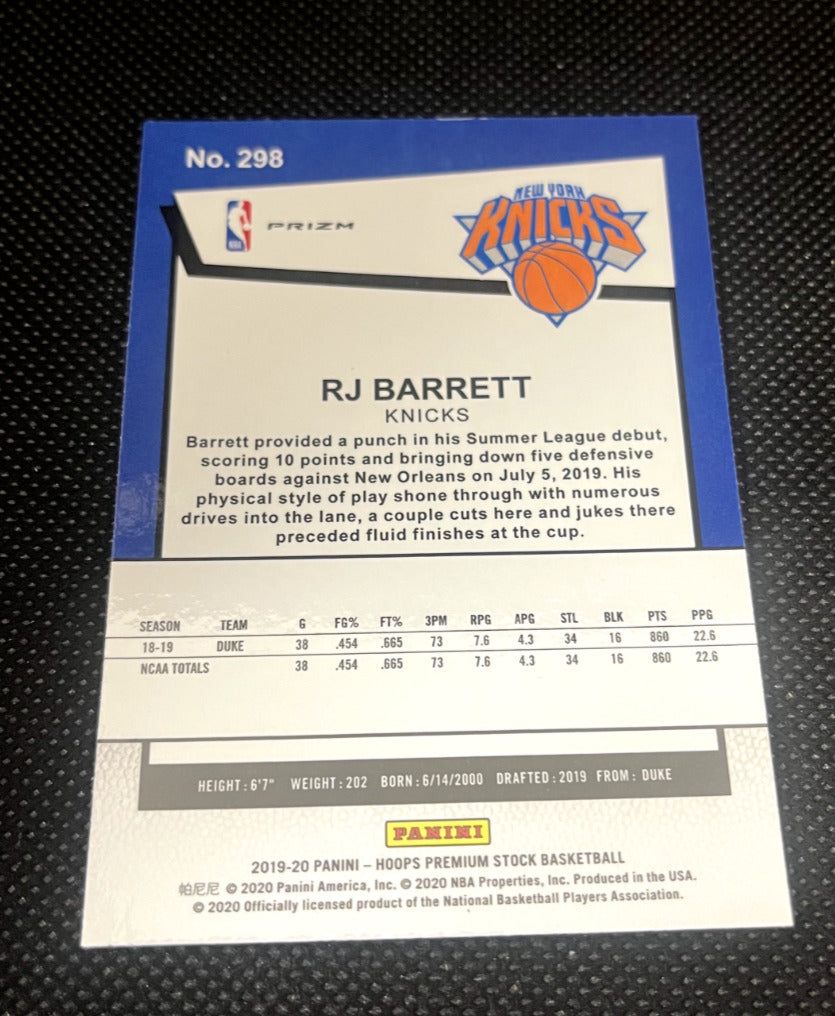 No. 298
PRIZM
NEW YORK
KNICKS
RJ BARRETT
KNICKS
Barrett provided a punch in his Summer League debut,
scoring 10 points and bringing down five defensive
boards against New Orleans on July 5, 2019. His
physical style of play shone through with numerous
drives into the lane, a couple cuts here and jukes there
preceded fluid finishes at the cup.
SEASON TEAM G FG% FT% 3PM RPG APG STL BLK PTS PPG
18-19 DUKE 38 .454 .665 73 7.6 4.3 34 16 860 22.6
NCAA TOTALS 38 .454 .665 73 7.6 4.3 34 16 860 22.6
HEIGHT: 6'7" WEIGHT: 202 BORN: 6/14/2000 DRAFTED: 2019 FROM: DUKE
PANINI
2019-20 PANINI – HOOPS PREMIUM STOCK BASKETBALL
帕尼尼 © 2020 Panini America, Inc. © 2020 NBA Properties, Inc. Produced in the USA.
© 2020 Officially licensed product of the National Basketball Players Association.